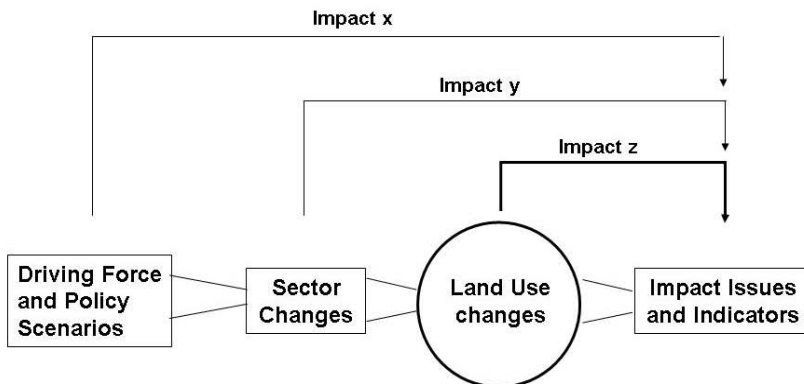 Impact x
Impact y
Impact z
Driving Force
and Policy
Scenarios
Sector
Changes
Land Use
changes
Impact Issues
and Indicators